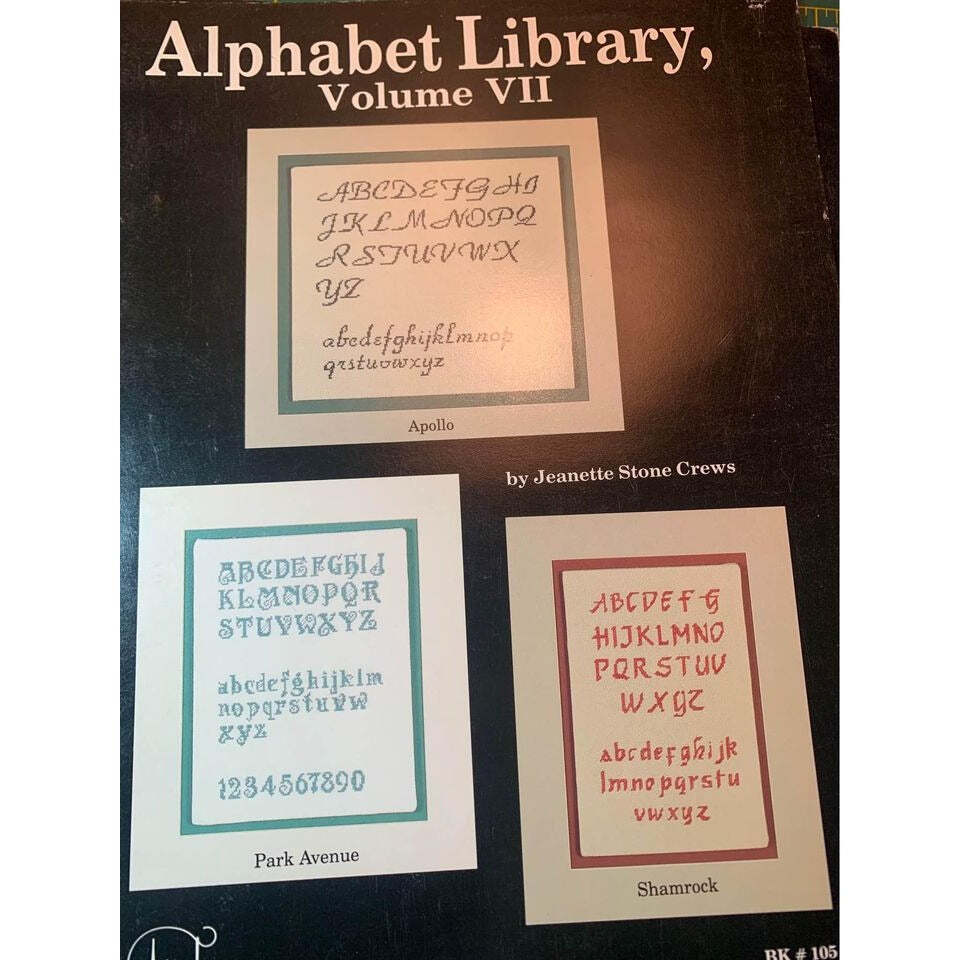 Alphabet Library,
Volume VII
ABCDEFGHI
JKLMNOPQ
RSTUVWX
YZ
abcdefghijklmnop
qrstuvwxyz
Apollo
by Jeanette Stone Crews
ABCDEFGHIJ
KLMNOPQR
STUVWXYZ
abcdefghijklm
nopqrstuvw
xyz
1234567890
Park Avenue
ABCDEFG
HIJKLMNO
PQRSTUV
WXYZ
abcdefghijk
lmnopqrstu
vwxyz
Shamrock
BK # 105